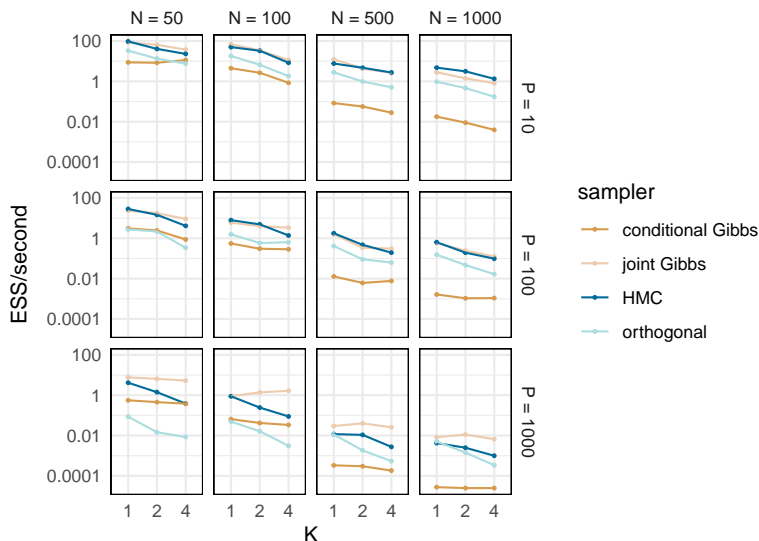 N = 50 N = 100 N = 500 N = 1000
100
1
0.01
0.0001
P = 10
100
1
0.01
0.0001
P = 100
100
1
0.01
0.0001
P = 1000
ESS/second
1 2 4 1 2 4 1 2 4 1 2 4
K
sampler
conditional Gibbs
joint Gibbs
HMC
orthogonal